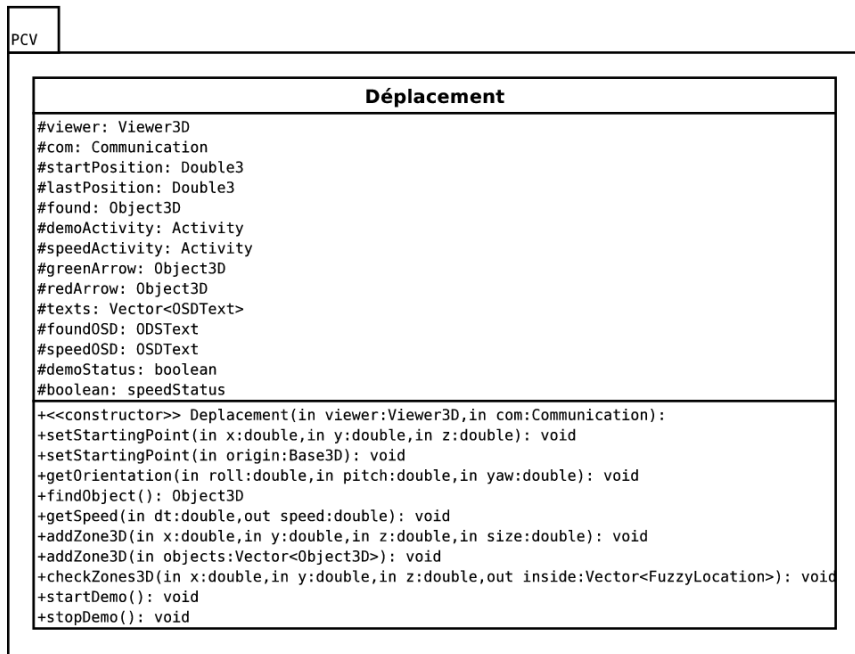 PCV
Déplacement
#viewer: Viewer3D
#com: Communication
#startPosition: Double3
#lastPosition: Double3
#found: Object3D
#demoActivity: Activity
#speedActivity: Activity
#greenArrow: Object3D
#redArrow: Object3D
#texts: Vector<OSDText>
#foundOSD: ODSText
#speedOSD: OSDText
#demoStatus: boolean
#boolean: speedStatus
+<<constructor>> Deplacement(in viewer:Viewer3D,in com:Communication):
+setStartingPoint(in x:double,in y:double,in z:double): void
+setStartingPoint(in origin:Base3D): void
+getOrientation(in roll:double,in pitch:double,in yaw:double): void
+findObject(): Object3D
+getSpeed(in dt:double,out speed:double): void
+addZone3D(in x:double,in y:double,in z:double,in size:double): void
+addZone3D(in objects:Vector<Object3D>): void
+checkZones3D(in x:double,in y:double,in z:double,out inside:Vector<FuzzyLocation>): void
+startDemo(): void
+stopDemo(): void